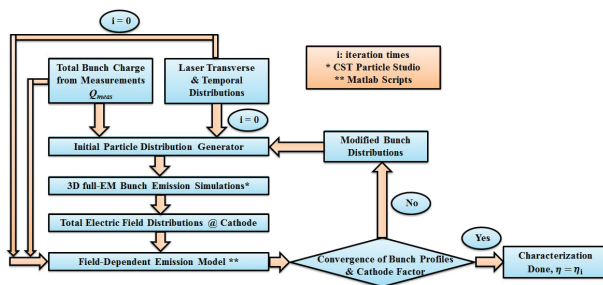 i = 0
Total Bunch Charge
from Measurements
Qmeas
Laser Transverse
& Temporal
Distributions
i: iteration times
* CST Particle Studio
** Matlab Scripts
i = 0
Initial Particle Distribution Generator
Modified Bunch
Distributions
3D full-EM Bunch Emission Simulations*
No
Total Electric Field Distributions @ Cathode
Yes
Field-Dependent Emission Model **
Convergence of Bunch Profiles
& Cathode Factor
Characterization
Done, η = ηi